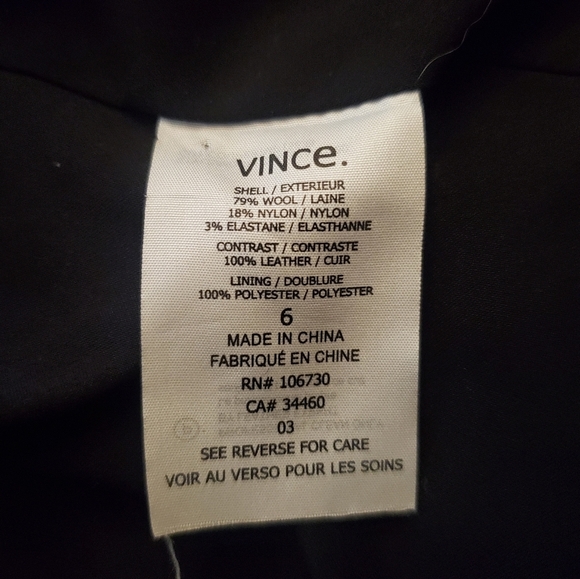 VINCe.
SHELL / EXTERIEUR
79% WOOL / LAINE
18% NYLON / NYLON
3% ELASTANE / ELASTHANNE
CONTRAST / CONTRASTE
100% LEATHER / CUIR
LINING / DOUBLURE
100% POLYESTER / POLYESTER
6
MADE IN CHINA
FABRIQUÉ EN CHINE
RN# 106730
CA# 34460
03
SEE REVERSE FOR CARE
VOIR AU VERSO POUR LES SOINS